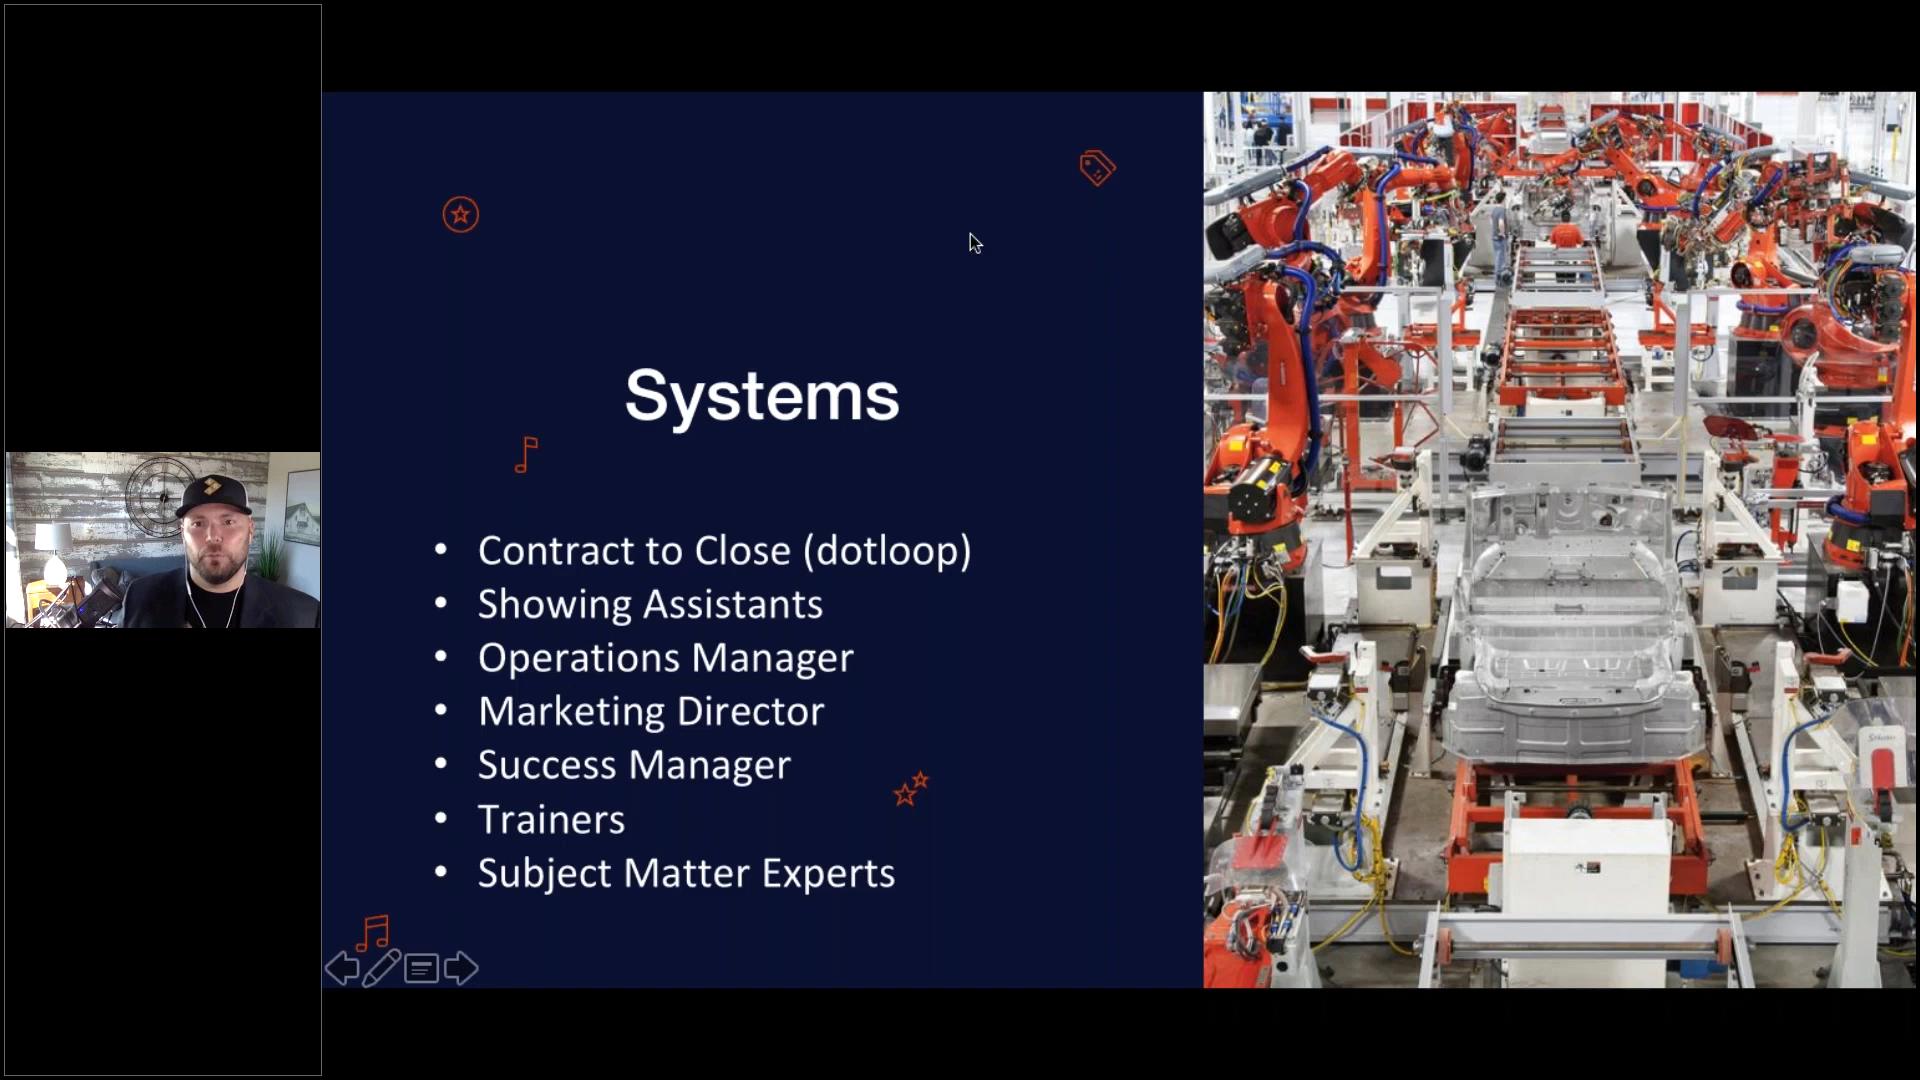 Systems
• Contract to Close (dotloop)
• Showing Assistants
• Operations Manager
• Marketing Director
• Success Manager
• Trainers
• Subject Matter Experts